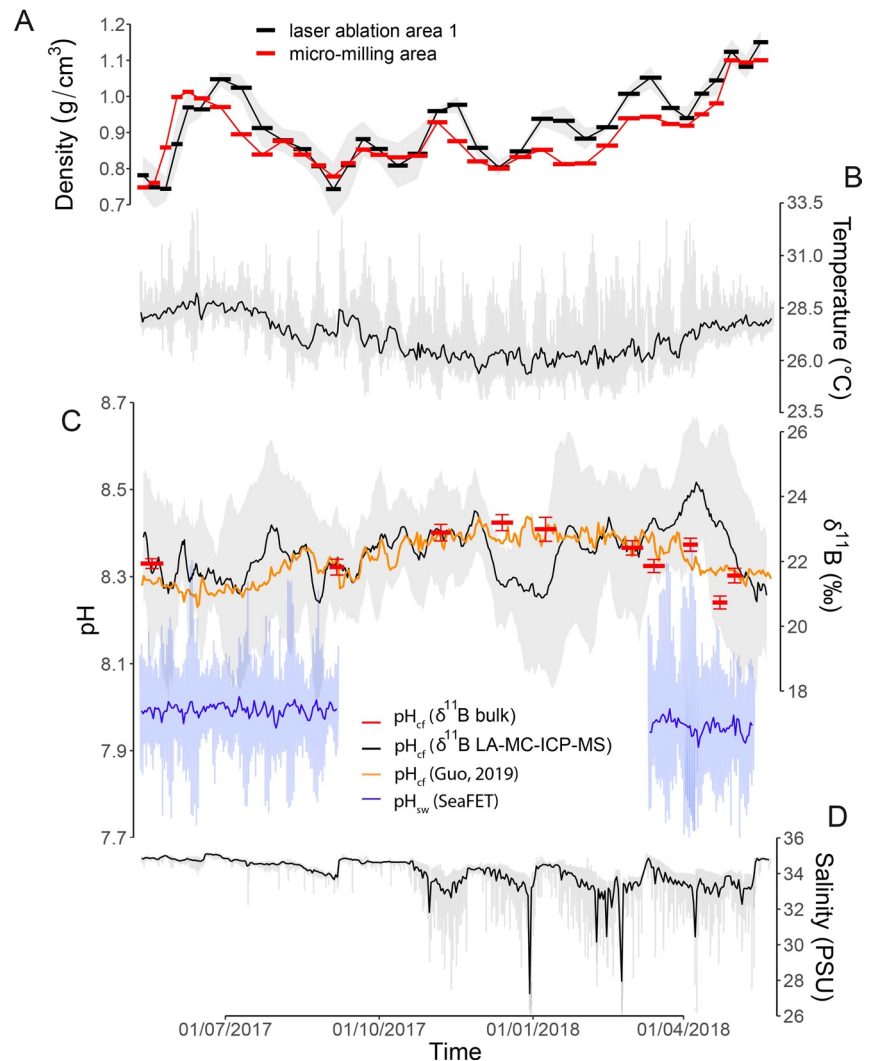 A
laser ablation area 1
micro-milling area
Density (g/cm³)
1.2
1.1
1.0
0.9
0.8
0.7
B
Temperature (°C)
33.5
31.0
28.5
26.0
23.5
C
pH
8.7
8.5
8.3
8.1
7.9
7.7
δ¹¹B (‰)
26
24
22
20
18
pH_cf (δ¹¹B bulk)
pH_cf (δ¹¹B LA-MC-ICP-MS)
pH_cf (Guo, 2019)
pH_sw (SeaFET)
D
Salinity (PSU)
36
34
32
30
28
26
01/07/2017 01/10/2017 01/01/2018 01/04/2018
Time